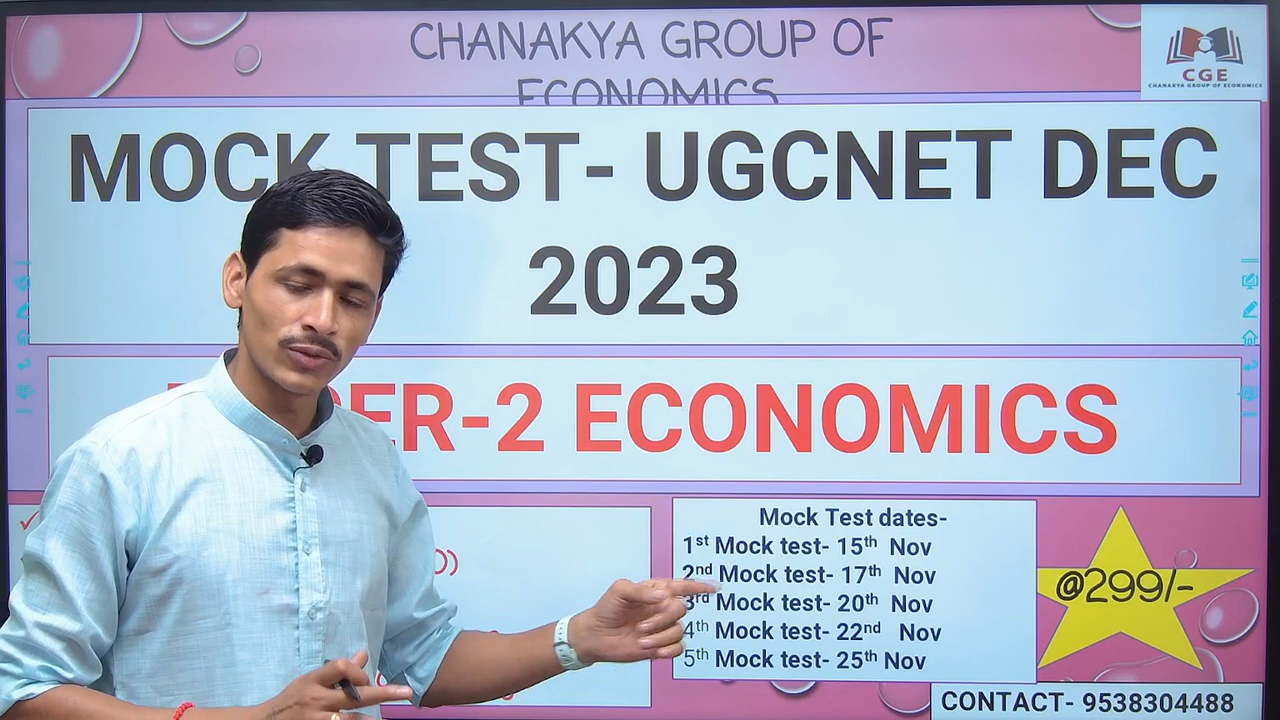 CHANAKYA GROUP OF
ECONOMICS
CGE
CHANAKYA GROUP OF ECONOMICS
MOCK TEST- UGCNET DEC
2023
ER-2 ECONOMICS
Mock Test dates-
1st Mock test- 15th Nov
2nd Mock test- 17th Nov
3rd Mock test- 20th Nov
4th Mock test- 22nd Nov
5th Mock test- 25th Nov
@299/-
CONTACT- 9538304488